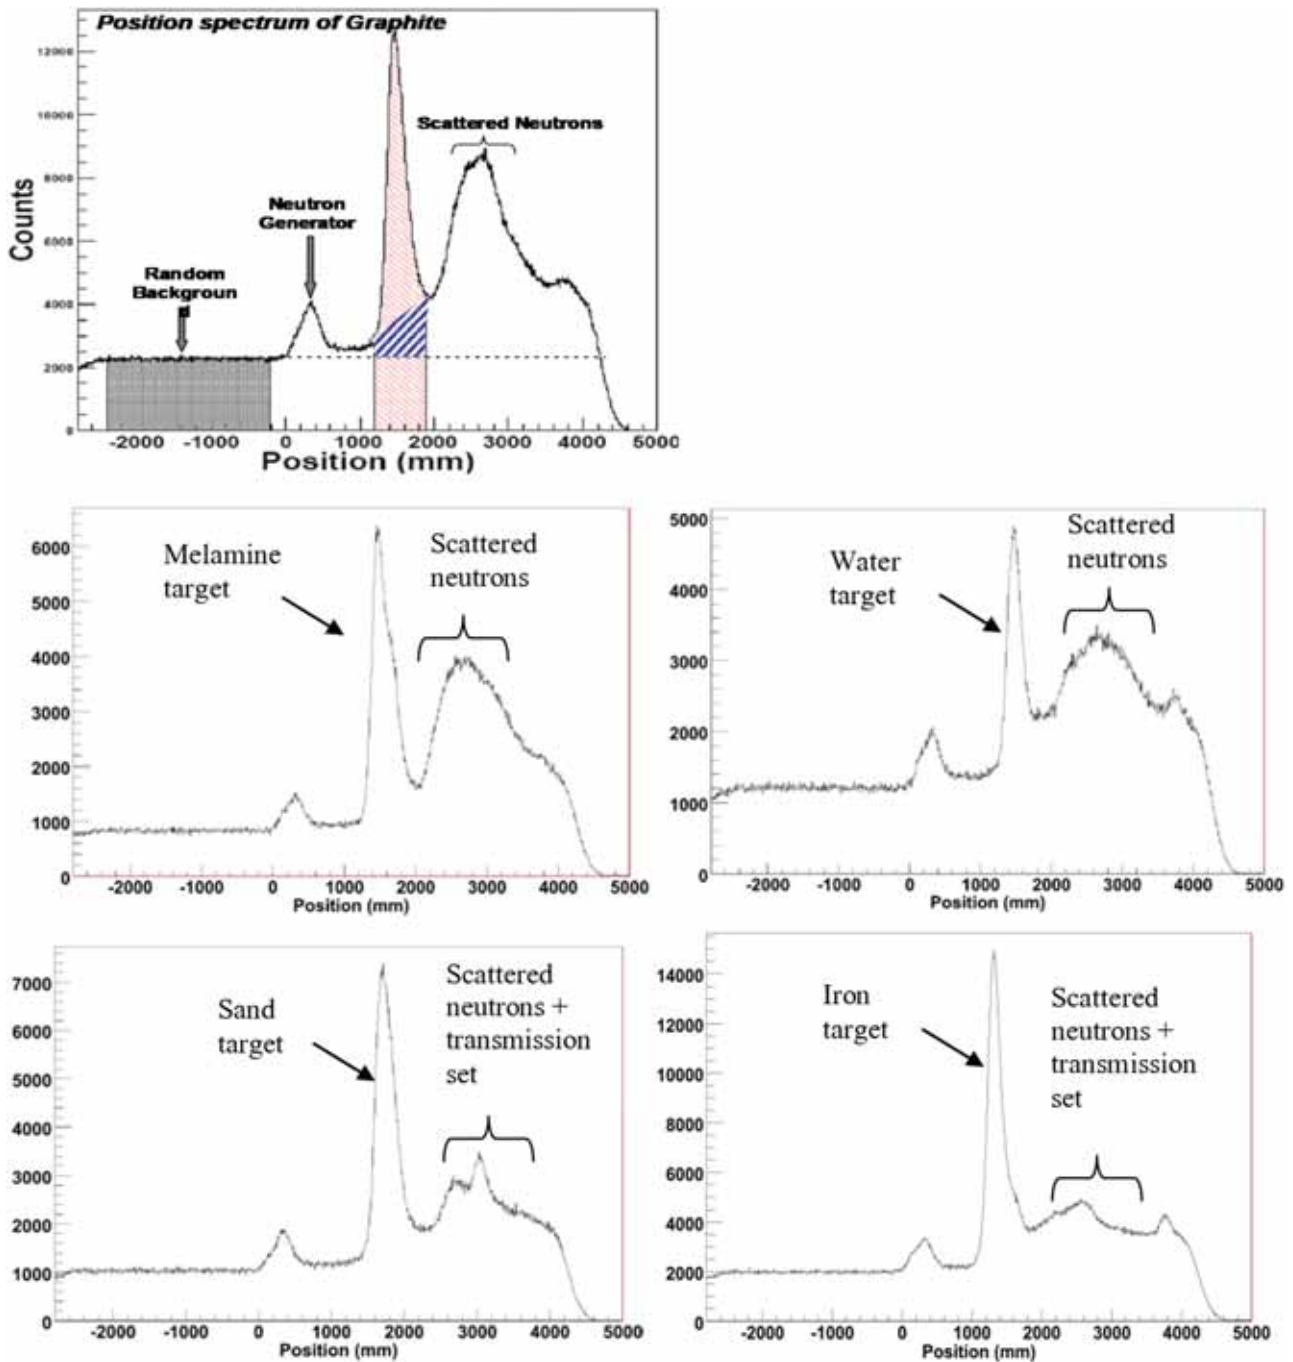 Position spectrum of Graphite
12000
10000
8000
6000
4000
2000
0
Counts
Scattered Neutrons
Neutron
Generator
Random
Backgroun
d
-2000 -1000 0 1000 2000 3000 4000 5000
Position (mm)
6000
5000
4000
3000
2000
1000
0
Melamine
target
Scattered
neutrons
-2000 -1000 0 1000 2000 3000 4000 5000
Position (mm)
5000
4000
3000
2000
1000
0
Water
target
Scattered
neutrons
-2000 -1000 0 1000 2000 3000 4000 5000
Position (mm)
7000
6000
5000
4000
3000
2000
1000
0
Sand
target
Scattered
neutrons +
transmission
set
-2000 -1000 0 1000 2000 3000 4000 5000
Position (mm)
14000
12000
10000
8000
6000
4000
2000
0
Iron
target
Scattered
neutrons +
transmission
set
-2000 -1000 0 1000 2000 3000 4000 5000
Position (mm)